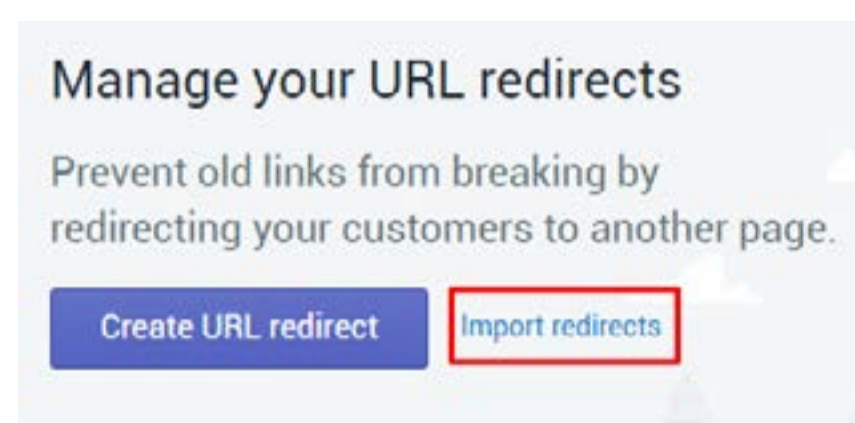 Manage your URL redirects
Prevent old links from breaking by
redirecting your customers to another page.
Create URL redirect
Import redirects